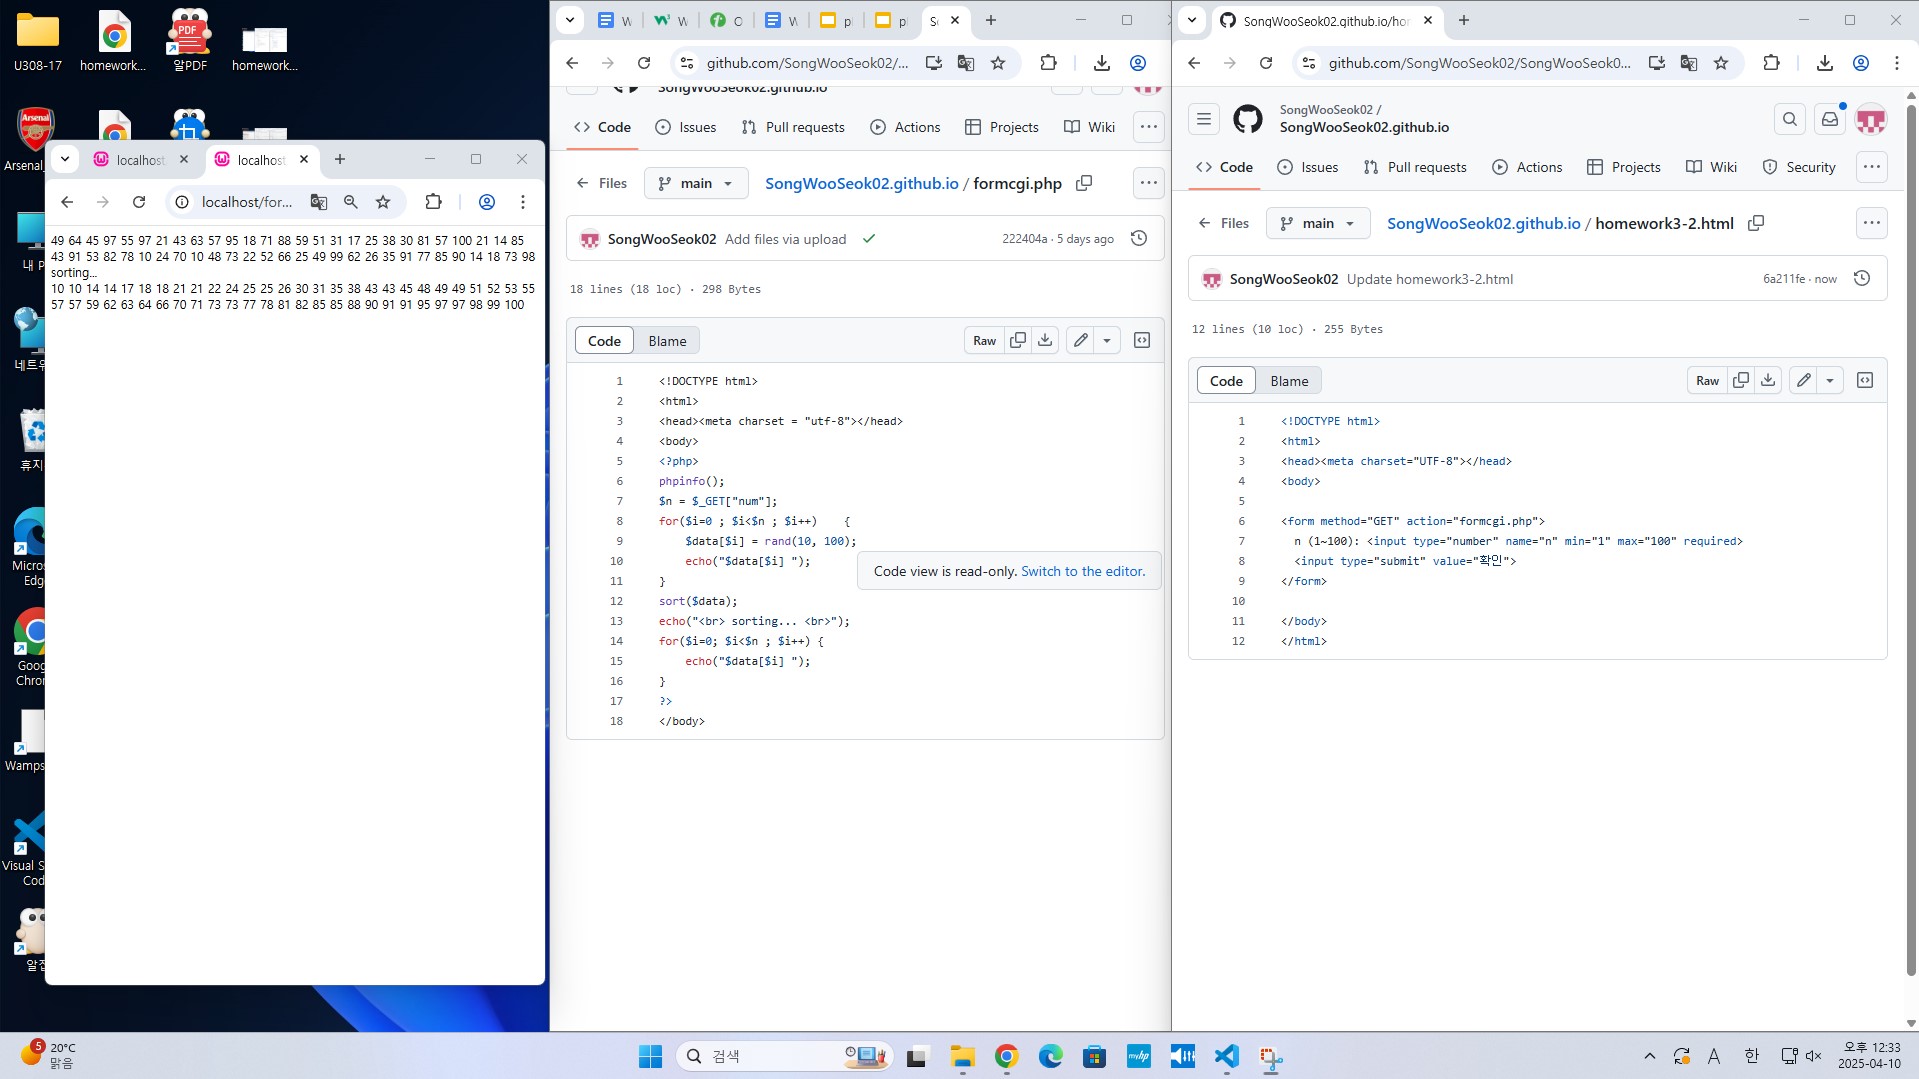 U308-17
homework...
알PDF
homework...
Arsenal
내 P
네트워
휴지
Micros
Edge
Goog
Chron
Wamps
Visual S
Cod
알집
localhost
localhost
localhost/for...
49 64 45 97 55 97 21 43 63 57 95 18 71 88 59 51 31 17 25 38 30 81 57 100 21 14 85
43 91 53 82 78 10 24 70 10 48 73 22 52 66 25 49 99 62 26 35 91 77 85 90 14 18 73 98
sorting...
10 10 14 14 17 18 18 21 21 22 24 25 25 26 30 31 35 38 43 43 45 48 49 49 51 52 53 55
57 57 59 62 63 64 66 70 71 73 73 77 78 81 82 85 85 88 90 91 91 95 97 97 98 99 100
github.com/SongWooSeok02/...
SongWooSeok02.github.io
Code Issues Pull requests Actions Projects Wiki
Files main SongWooSeok02.github.io / formcgi.php
SongWooSeok02 Add files via upload 222404a · 5 days ago
18 lines (18 loc) · 298 Bytes
Code Blame Raw
1 <!DOCTYPE html>
2 <html>
3 <head><meta charset = "utf-8"></head>
4 <body>
5 <?php>
6 phpinfo();
7 $n = $_GET["num"];
8 for($i=0 ; $i<$n ; $i++) {
9 $data[$i] = rand(10, 100);
10 echo("$data[$i] ");
11 }
12 sort($data);
13 echo("<br> sorting... <br>");
14 for($i=0; $i<$n ; $i++) {
15 echo("$data[$i] ");
16 }
17 ?>
18 </body>
Code view is read-only. Switch to the editor.
SongWooSeok02.github.io/ho
github.com/SongWooSeok02/SongWooSeok0...
SongWooSeok02 /
SongWooSeok02.github.io
Code Issues Pull requests Actions Projects Wiki Security
Files main SongWooSeok02.github.io / homework3-2.html
SongWooSeok02 Update homework3-2.html 6a211fe · now
12 lines (10 loc) · 255 Bytes
Code Blame Raw
1 <!DOCTYPE html>
2 <html>
3 <head><meta charset="UTF-8"></head>
4 <body>
5
6 <form method="GET" action="formcgi.php">
7 n (1~100): <input type="number" name="n" min="1" max="100" required>
8 <input type="submit" value="확인">
9 </form>
10
11 </body>
12 </html>
5
20°C
맑음
검색
A
한
오후 12:33
2025-04-10